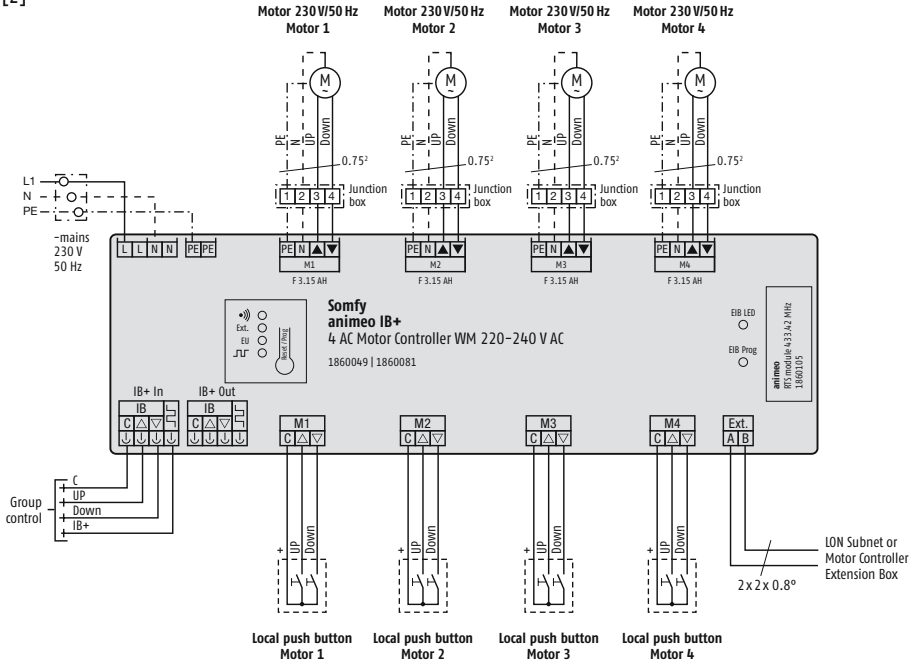 [2]
Motor 230 V/50 Hz Motor 230 V/50 Hz Motor 230 V/50 Hz Motor 230 V/50 Hz
Motor 1 Motor 2 Motor 3 Motor 4
M M M M
~ ~ ~ ~
PE N UP Down PE N UP Down PE N UP Down PE N UP Down
0.75² 0.75² 0.75² 0.75²
1 2 3 4 Junction box 1 2 3 4 Junction box 1 2 3 4 Junction box 1 2 3 4 Junction box
L1
N
PE
~mains
230 V
50 Hz
L L N N PE PE PE N ▲ ▼ PE N ▲ ▼ PE N ▲ ▼ PE N ▲ ▼
M1 M2 M3 M4
F 3.15 AH F 3.15 AH F 3.15 AH F 3.15 AH
Ext.
EU
Reset/Prog
Somfy
animeo IB+
4 AC Motor Controller WM 220-240 V AC
1860049 | 1860081
EIB LED
EIB Prog
animeo
RTS module 433.42 MHz
1860105
IB+ In IB+ Out
IB IB
C △ ▽ C △ ▽
M1 M2 M3 M4 Ext.
C △ ▽ C △ ▽ C △ ▽ C △ ▽ A B
Group
control
C
UP
Down
IB+
+ UP Down + UP Down + UP Down + UP Down
2 x 2 x 0.8°
LON Subnet or
Motor Controller
Extension Box
Local push button Local push button Local push button Local push button
Motor 1 Motor 2 Motor 3 Motor 4